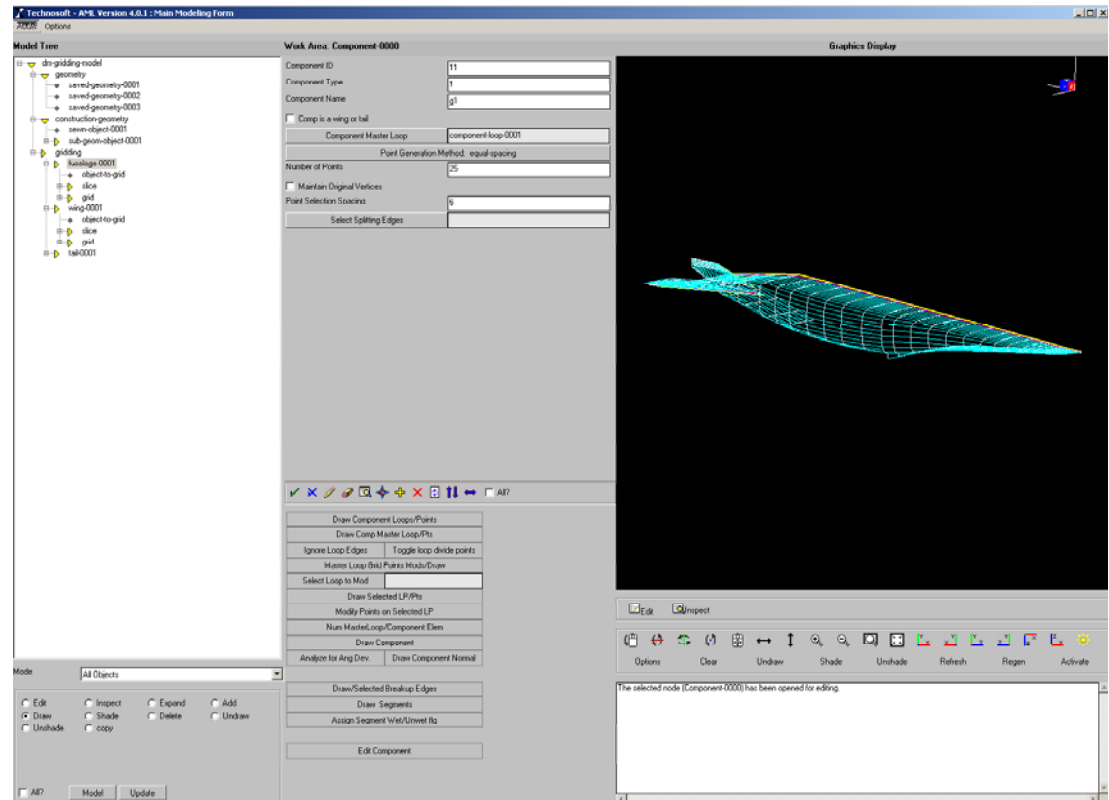 Technosoft - AML Version 4.0.1 : Main Modeling Form
AML Options
Model Tree
dm-gridding-model
geometry
saved-geometry-0001
saved-geometry-0002
saved-geometry-0003
construction-geometry
sewn-object-0001
sub-geom-object-0001
gridding
fuselage-0001
object-to-grid
slice
grid
wing-0001
object-to-grid
slice
grid
tail-0001
Mode All Objects
Edit Inspect Expand Add
Draw Shade Delete Undraw
Unshade copy
All? Model Update
Work Area: Component-0000
Component ID 11
Component Type 1
Component Name g1
Comp is a wing or tail
Component Master Loop component-loop-0001
Point Generation Method: equal-spacing
Number of Points 25
Maintain Original Vertices
Point Selection Spacing 6
Select Splitting Edges
All?
Draw Component Loops/Points
Draw Comp Master Loop/Pts
Ignore Loop Edges Toggle loop divide points
Master Loop Grid Points Mods/Draw
Select Loop to Mod
Draw Selected LP/Pts
Modify Points on Selected LP
Num MasterLoop/Component Elem
Draw Component
Analyze for Ang Dev. Draw Component Normal
Draw/Selected Breakup Edges
Draw Segments
Assign Segment Wet/Unwet flg
Edit Component
Graphics Display
Edit Inspect
Options Clear Undraw Shade Unshade Refresh Regen Activate
The selected node (Component-0000) has been opened for editing.